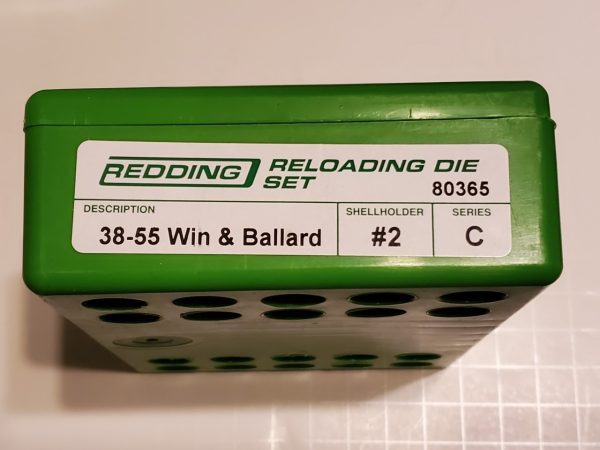 REDDING RELOADING DIE
SET 80365
DESCRIPTION SHELLHOLDER SERIES
38-55 Win & Ballard #2 C